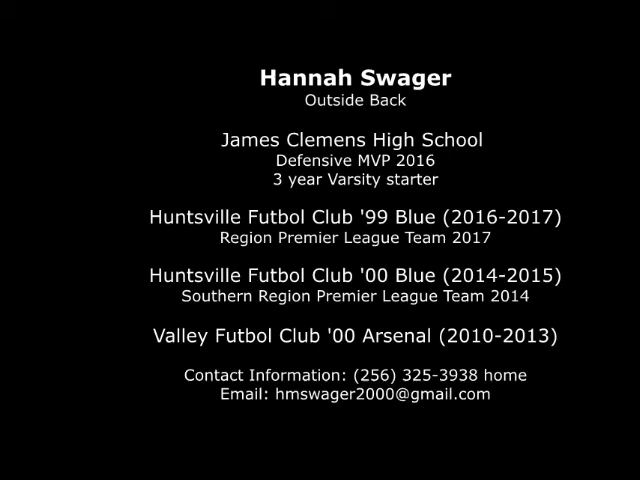 Hannah Swager
Outside Back
James Clemens High School
Defensive MVP 2016
3 year Varsity starter
Huntsville Futbol Club '99 Blue (2016-2017)
Region Premier League Team 2017
Huntsville Futbol Club '00 Blue (2014-2015)
Southern Region Premier League Team 2014
Valley Futbol Club '00 Arsenal (2010-2013)
Contact Information: (256) 325-3938 home
Email: hmswager2000@gmail.com